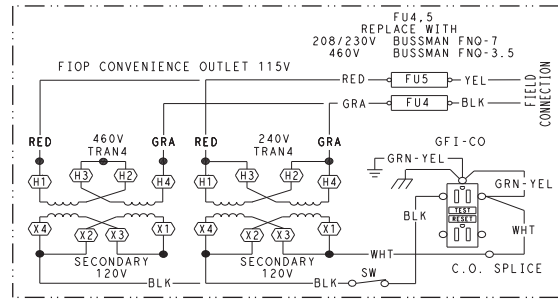 FU4,5
REPLACE WITH
208/230V BUSSMAN FNQ-7
460V BUSSMAN FNQ-3.5
FIOP CONVENIENCE OUTLET 115V
RED FU5 YEL
GRA FU4 BLK
FIELD
CONNECTION
RED 460V GRA RED 240V GRA
TRAN4 TRAN4
GFI-CO
GRN-YEL
H3 H2 H3 H2
H1 H4 H1 H4
GRN-YEL
TEST
RESET
BLK
X4 X1 X4 X1
X2 X3 X2 X3
WHT
WHT
SECONDARY SECONDARY
120V 120V
SW
C.O. SPLICE
BLK BLK